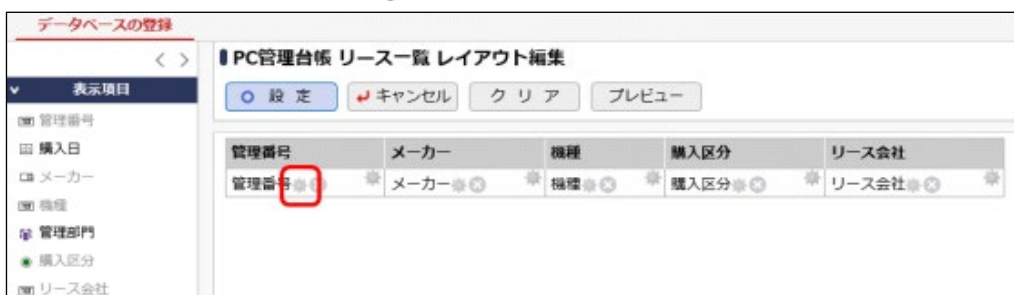 データベースの登録
PC管理台帳 リース一覧 レイアウト編集
表示項目
設 定
キャンセル
ク リ ア
プレビュー
管理番号
購入日
メーカー
機種
管理部門
購入区分
リース会社
管理番号 メーカー 機種 購入区分 リース会社
管理番号 メーカー 機種 購入区分 リース会社